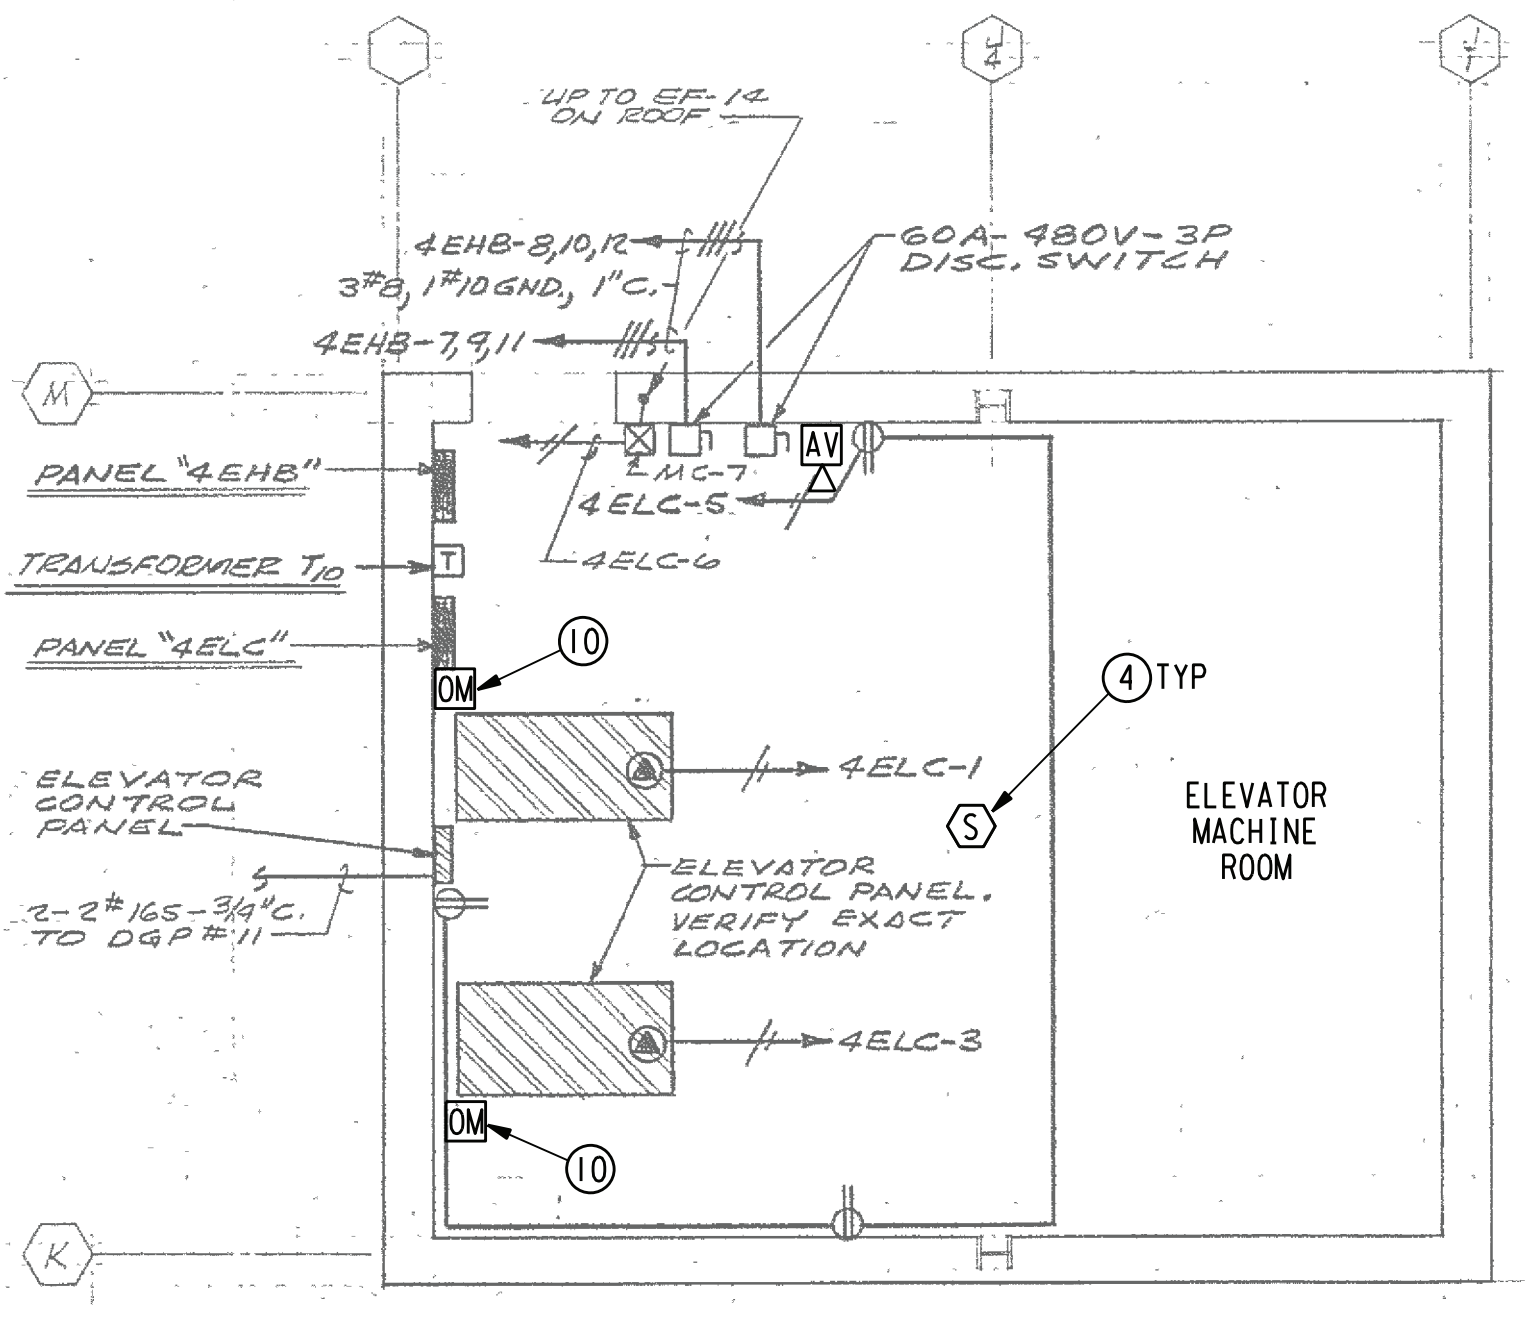 UP TO EF-14
ON ROOF
4EHB-8,10,12
3#8, 1#10 GND., 1"C.
4EHB-7,9,11
60A-480V-3P
DISC. SWITCH
M
AV
MC-7
4ELC-5
4ELC-6
PANEL "4EHB"
TRANSFORMER T10
T
PANEL "4ELC"
10
OM
4 TYP
4ELC-1
S
ELEVATOR
MACHINE
ROOM
ELEVATOR
CONTROL
PANEL
ELEVATOR
CONTROL PANEL.
VERIFY EXACT
LOCATION
2-2#16S-3/4"C.
TO DGP#11
4ELC-3
OM
10
K